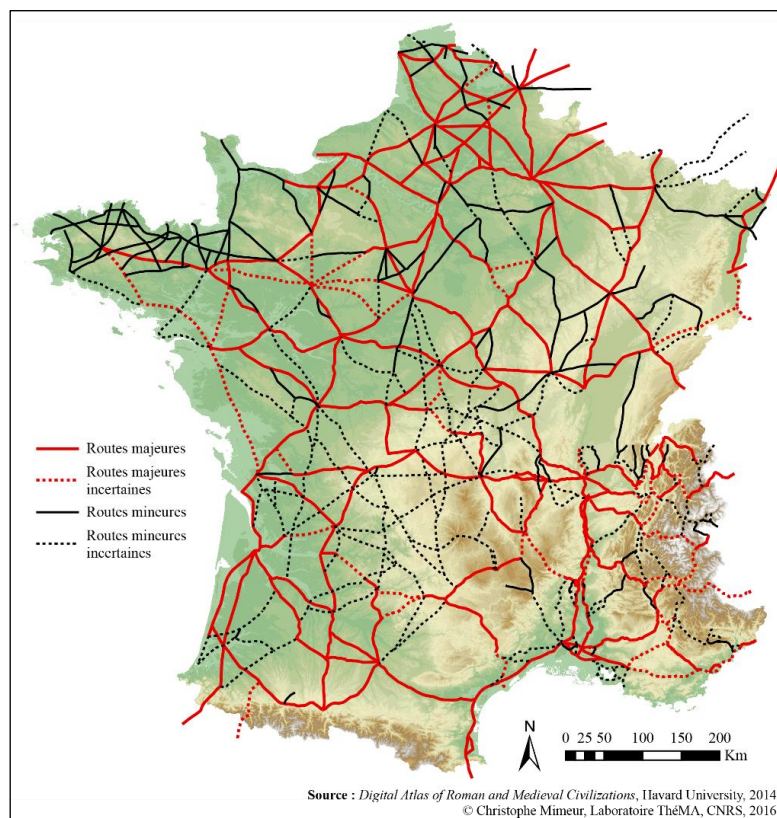 Routes majeures
Routes majeures
incertaines
Routes mineures
Routes mineures
incertaines
N
0 25 50 100 150 200
Km
Source : Digital Atlas of Roman and Medieval Civilizations, Havard University, 2014
© Christophe Mimeur, Laboratoire ThéMA, CNRS, 2016